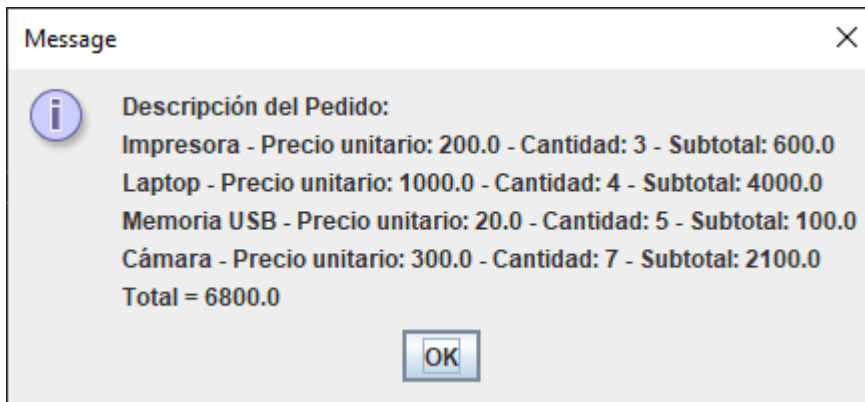 Message
Descripción del Pedido:
Impresora - Precio unitario: 200.0 - Cantidad: 3 - Subtotal: 600.0
Laptop - Precio unitario: 1000.0 - Cantidad: 4 - Subtotal: 4000.0
Memoria USB - Precio unitario: 20.0 - Cantidad: 5 - Subtotal: 100.0
Cámara - Precio unitario: 300.0 - Cantidad: 7 - Subtotal: 2100.0
Total = 6800.0
OK